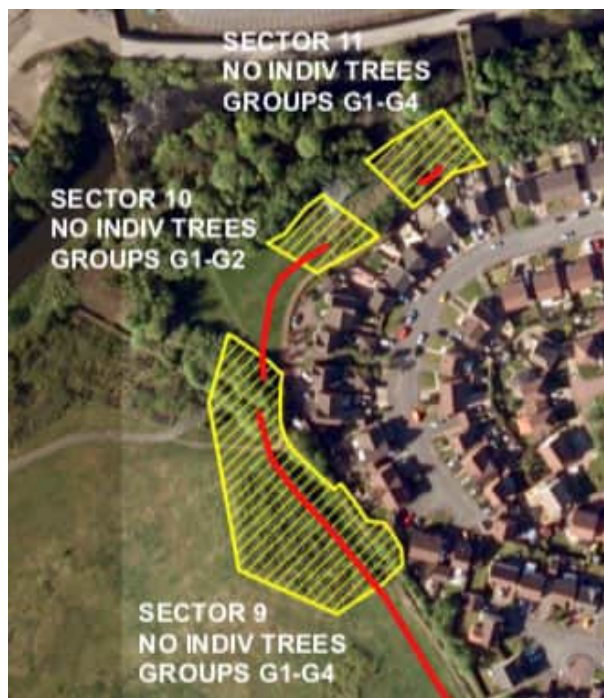 SECTOR 11
NO INDIV TREES
GROUPS G1-G4
SECTOR 10
NO INDIV TREES
GROUPS G1-G2
SECTOR 9
NO INDIV TREES
GROUPS G1-G4